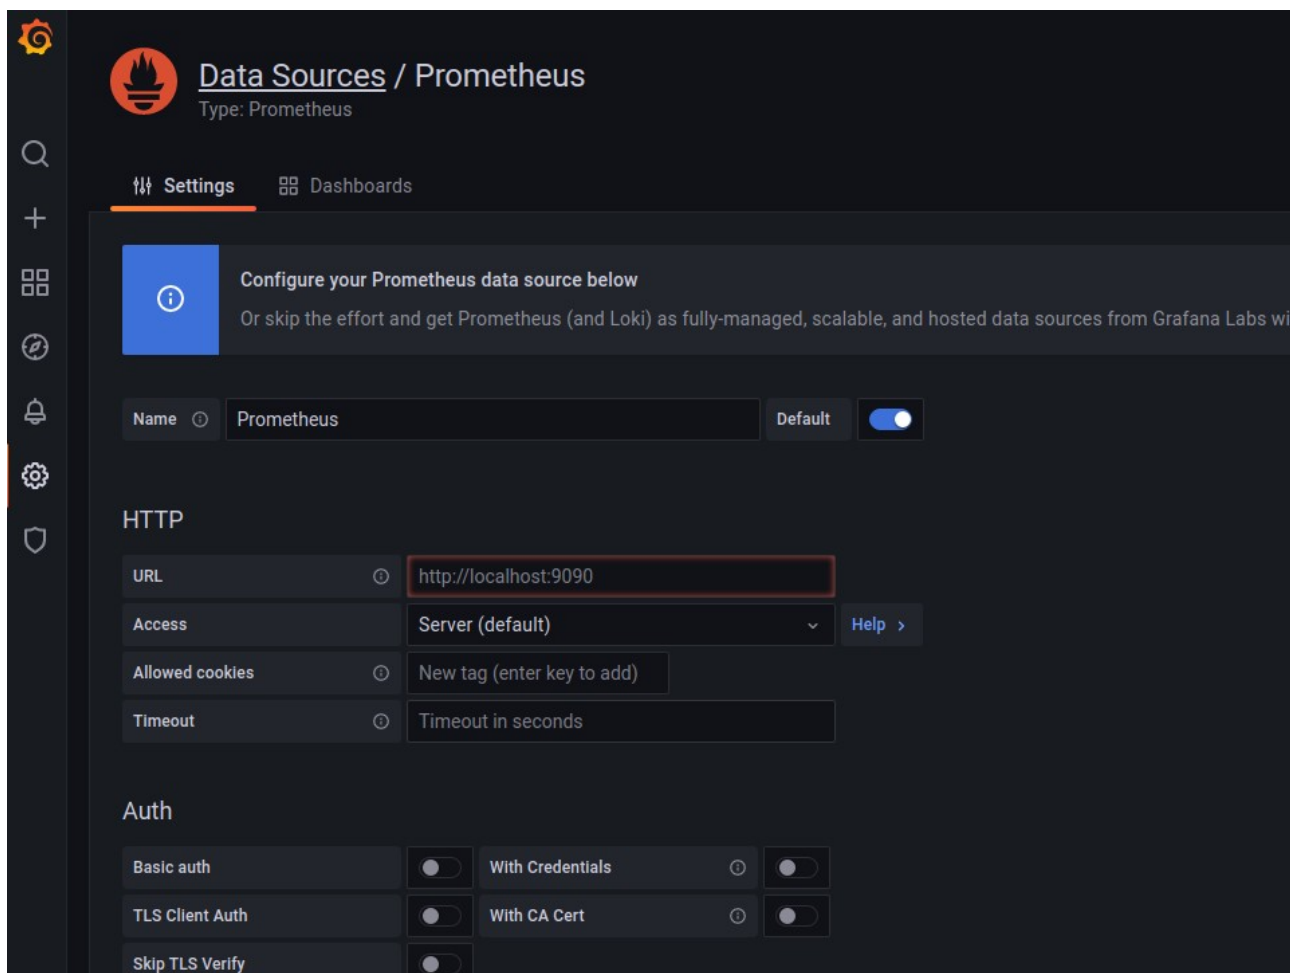 Data Sources / Prometheus
Type: Prometheus
Settings Dashboards
Configure your Prometheus data source below
Or skip the effort and get Prometheus (and Loki) as fully-managed, scalable, and hosted data sources from Grafana Labs wi
Name Prometheus Default
HTTP
URL http://localhost:9090
Access Server (default) Help >
Allowed cookies New tag (enter key to add)
Timeout Timeout in seconds
Auth
Basic auth With Credentials
TLS Client Auth With CA Cert
Skip TLS Verify